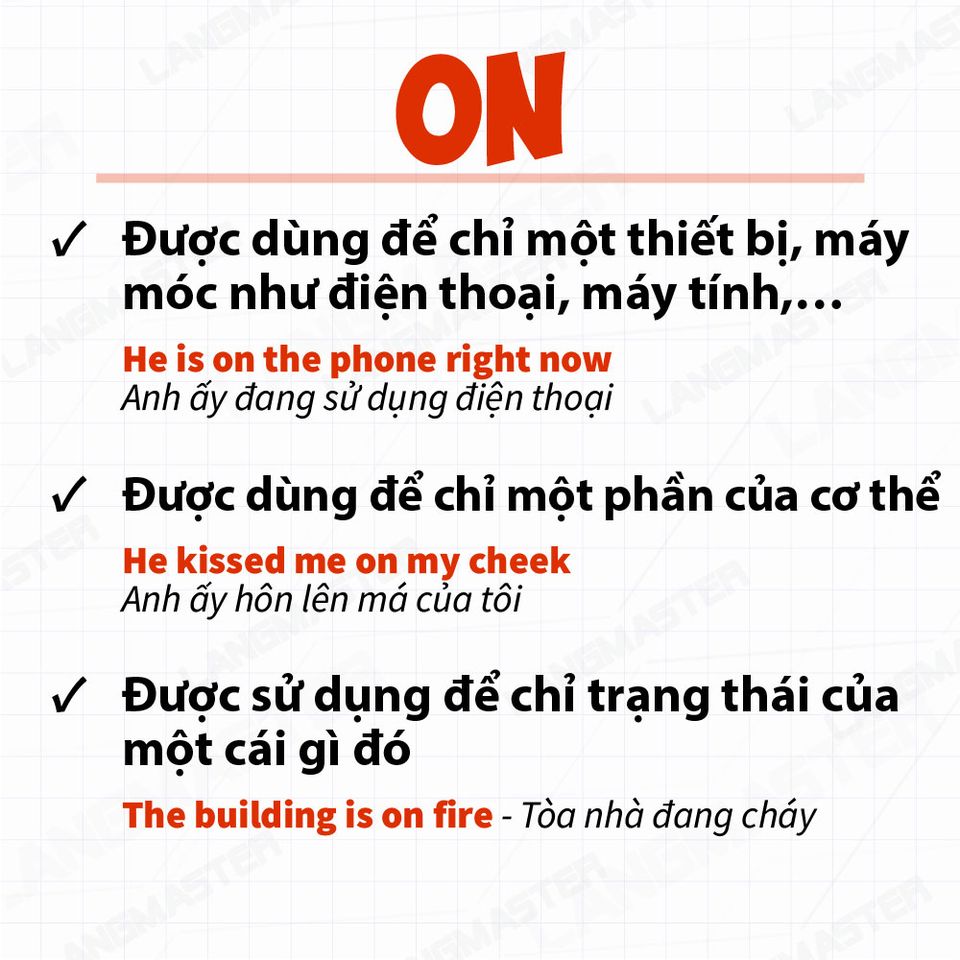 ON
✓ Được dùng để chỉ một thiết bị, máy
móc như điện thoại, máy tính,...
He is on the phone right now
Anh ấy đang sử dụng điện thoại
✓ Được dùng để chỉ một phần của cơ thể
He kissed me on my cheek
Anh ấy hôn lên má của tôi
✓ Được sử dụng để chỉ trạng thái của
một cái gì đó
The building is on fire - Tòa nhà đang cháy
LANGMASTER